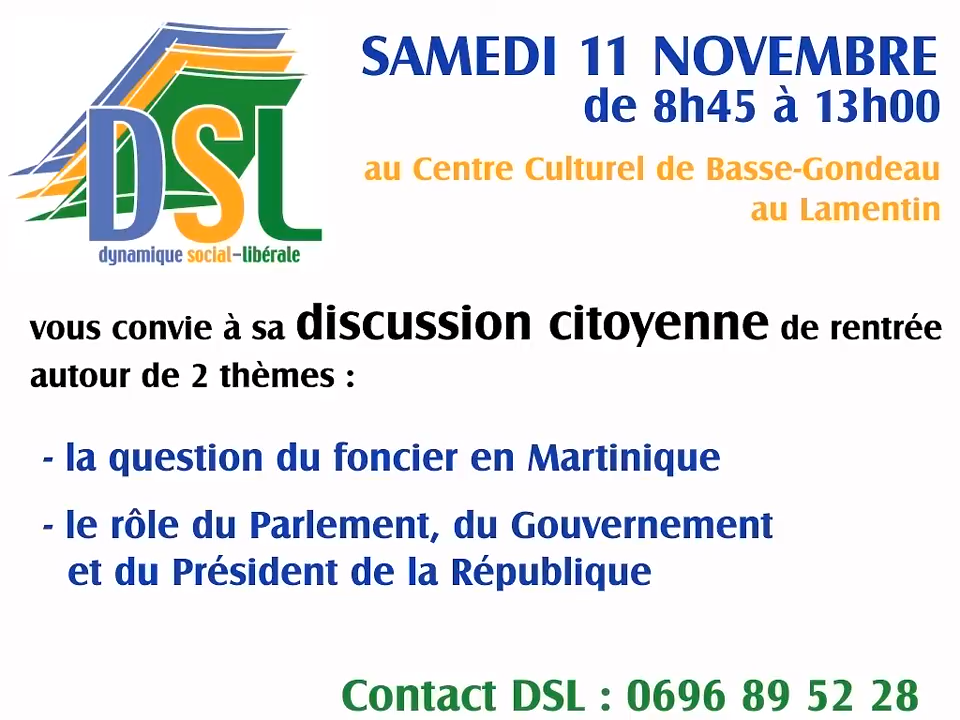 SAMEDI 11 NOVEMBRE
de 8h45 à 13h00
au Centre Culturel de Basse-Gondeau
au Lamentin
DSL
dynamique social-libérale
vous convie à sa discussion citoyenne de rentrée
autour de 2 thèmes :
- la question du foncier en Martinique
- le rôle du Parlement, du Gouvernement
et du Président de la République
Contact DSL : 0696 89 52 28